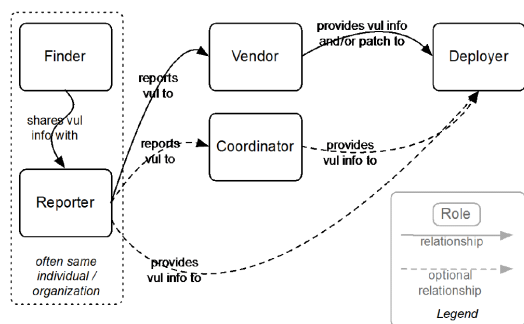 Finder
shares vul
info with
Reporter
often same
individual /
organization
reports
vul to
Vendor
provides vul info
and/or patch to
Deployer
reports
vul to
Coordinator
provides
vul info to
provides
vul info to
Role
relationship
optional
relationship
Legend